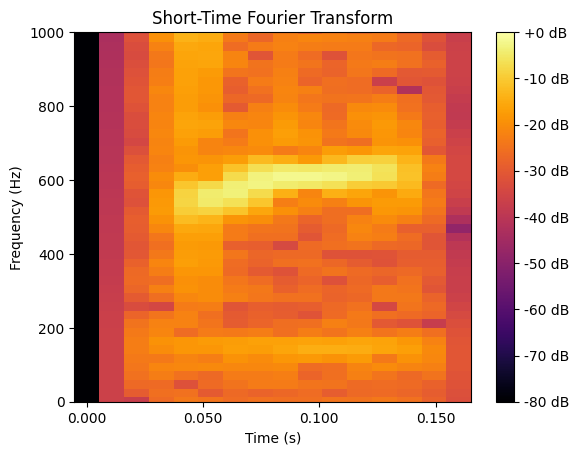 Short-Time Fourier Transform
1000
800
600
400
200
0
Frequency (Hz)
0.000
0.050
0.100
0.150
Time (s)
+0 dB
-10 dB
-20 dB
-30 dB
-40 dB
-50 dB
-60 dB
-70 dB
-80 dB